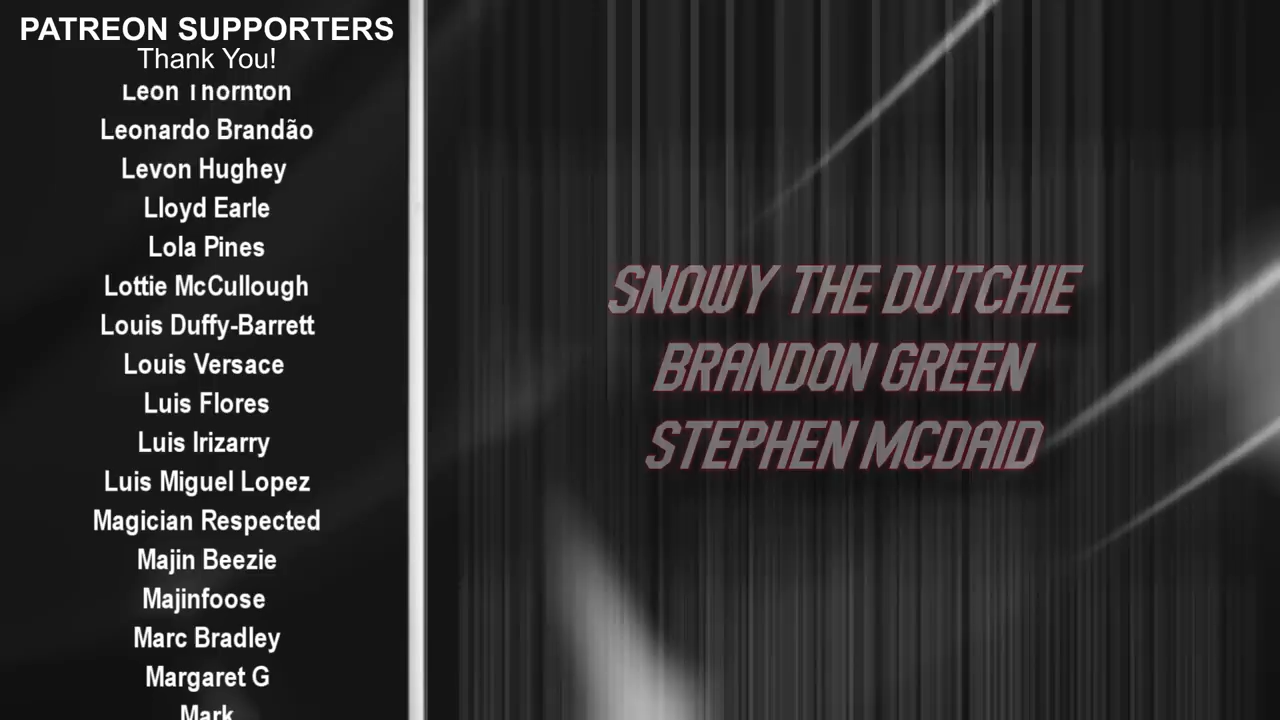 PATREON SUPPORTERS
Thank You!
Leon Thornton
Leonardo Brandão
Levon Hughey
Lloyd Earle
Lola Pines
Lottie McCullough
Louis Duffy-Barrett
Louis Versace
Luis Flores
Luis Irizarry
Luis Miguel Lopez
Magician Respected
Majin Beezie
Majinfoose
Marc Bradley
Margaret G
Mark
SNOWY THE DUTCHIE
BRANDON GREEN
STEPHEN MCDAID